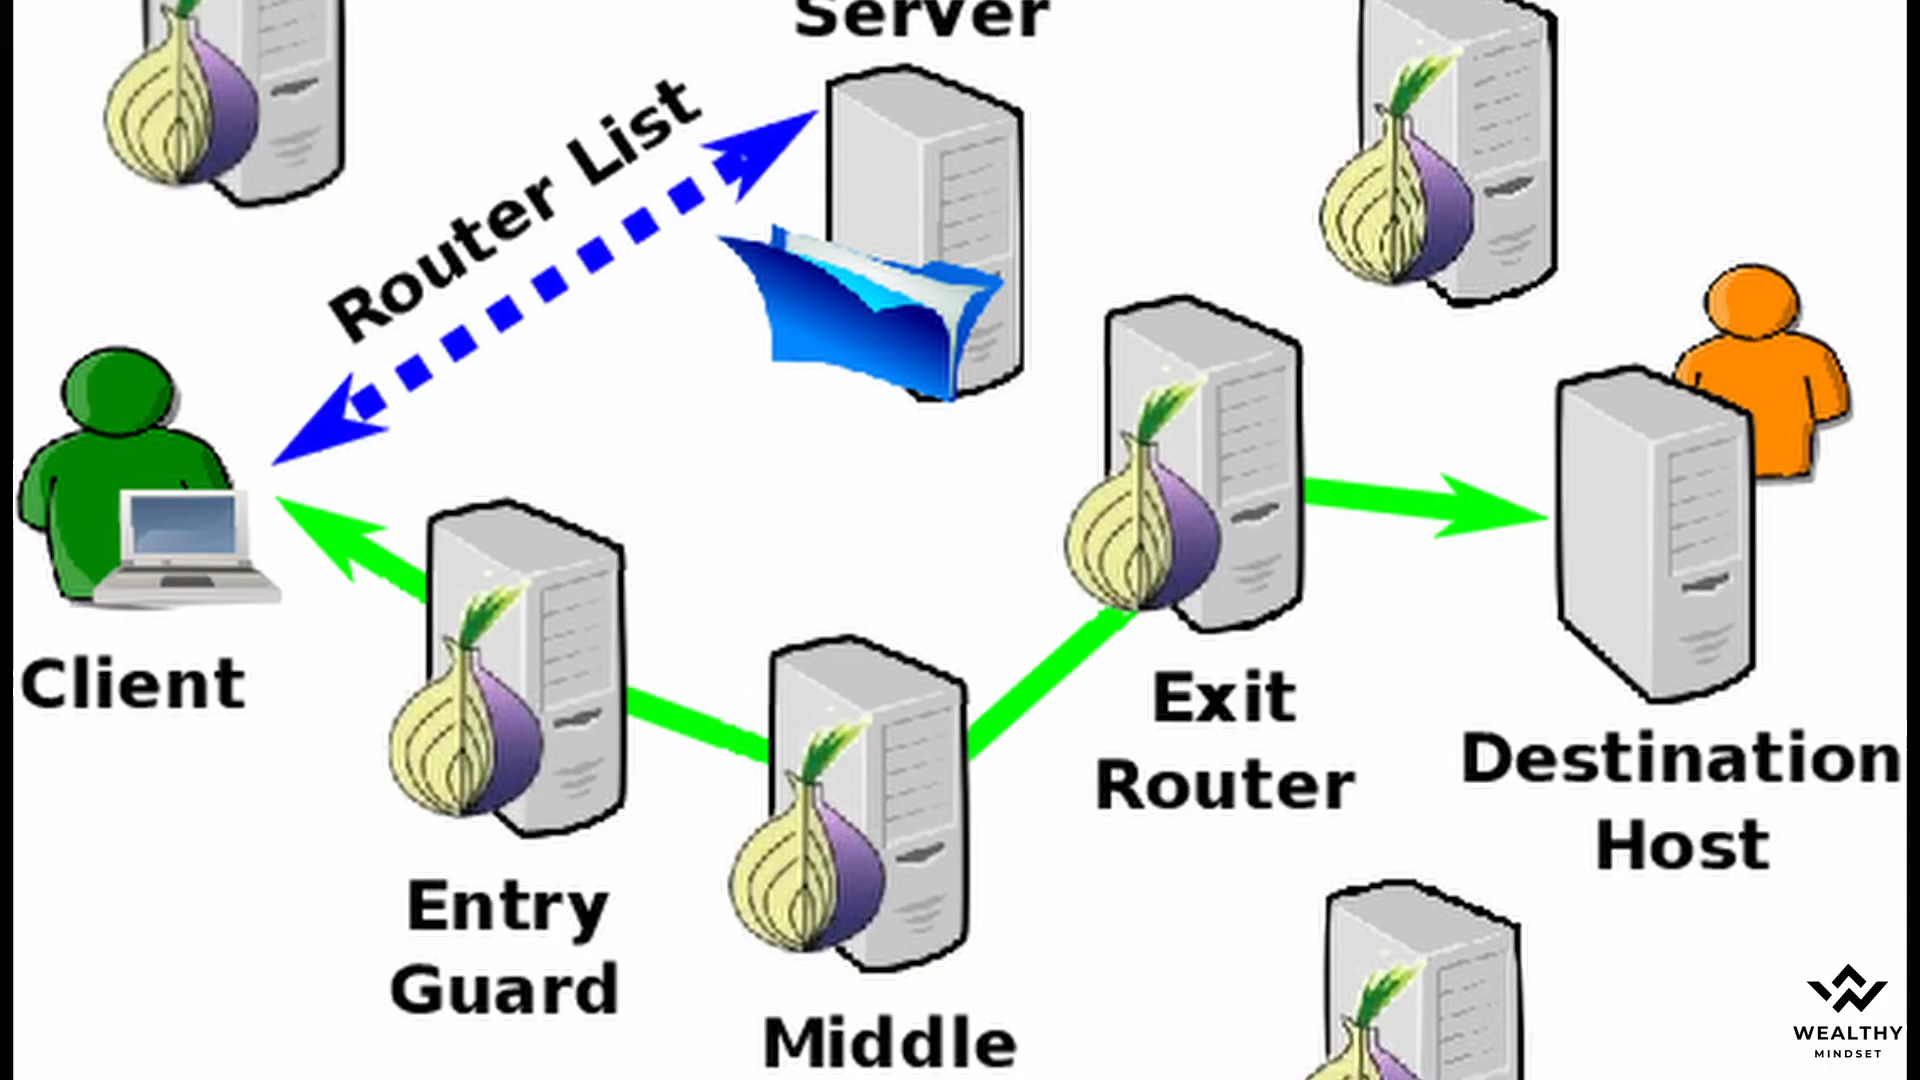 Server
Router List
Client
Exit
Router
Destination
Host
Entry
Guard
Middle
WEALTHY
MINDSET